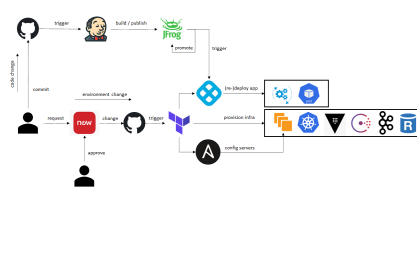 trigger
build / publish
JFrog
promote
trigger
code change
commit
environment change
(re-)deploy app
request
now
change
trigger
provision infra
R
approve
config servers